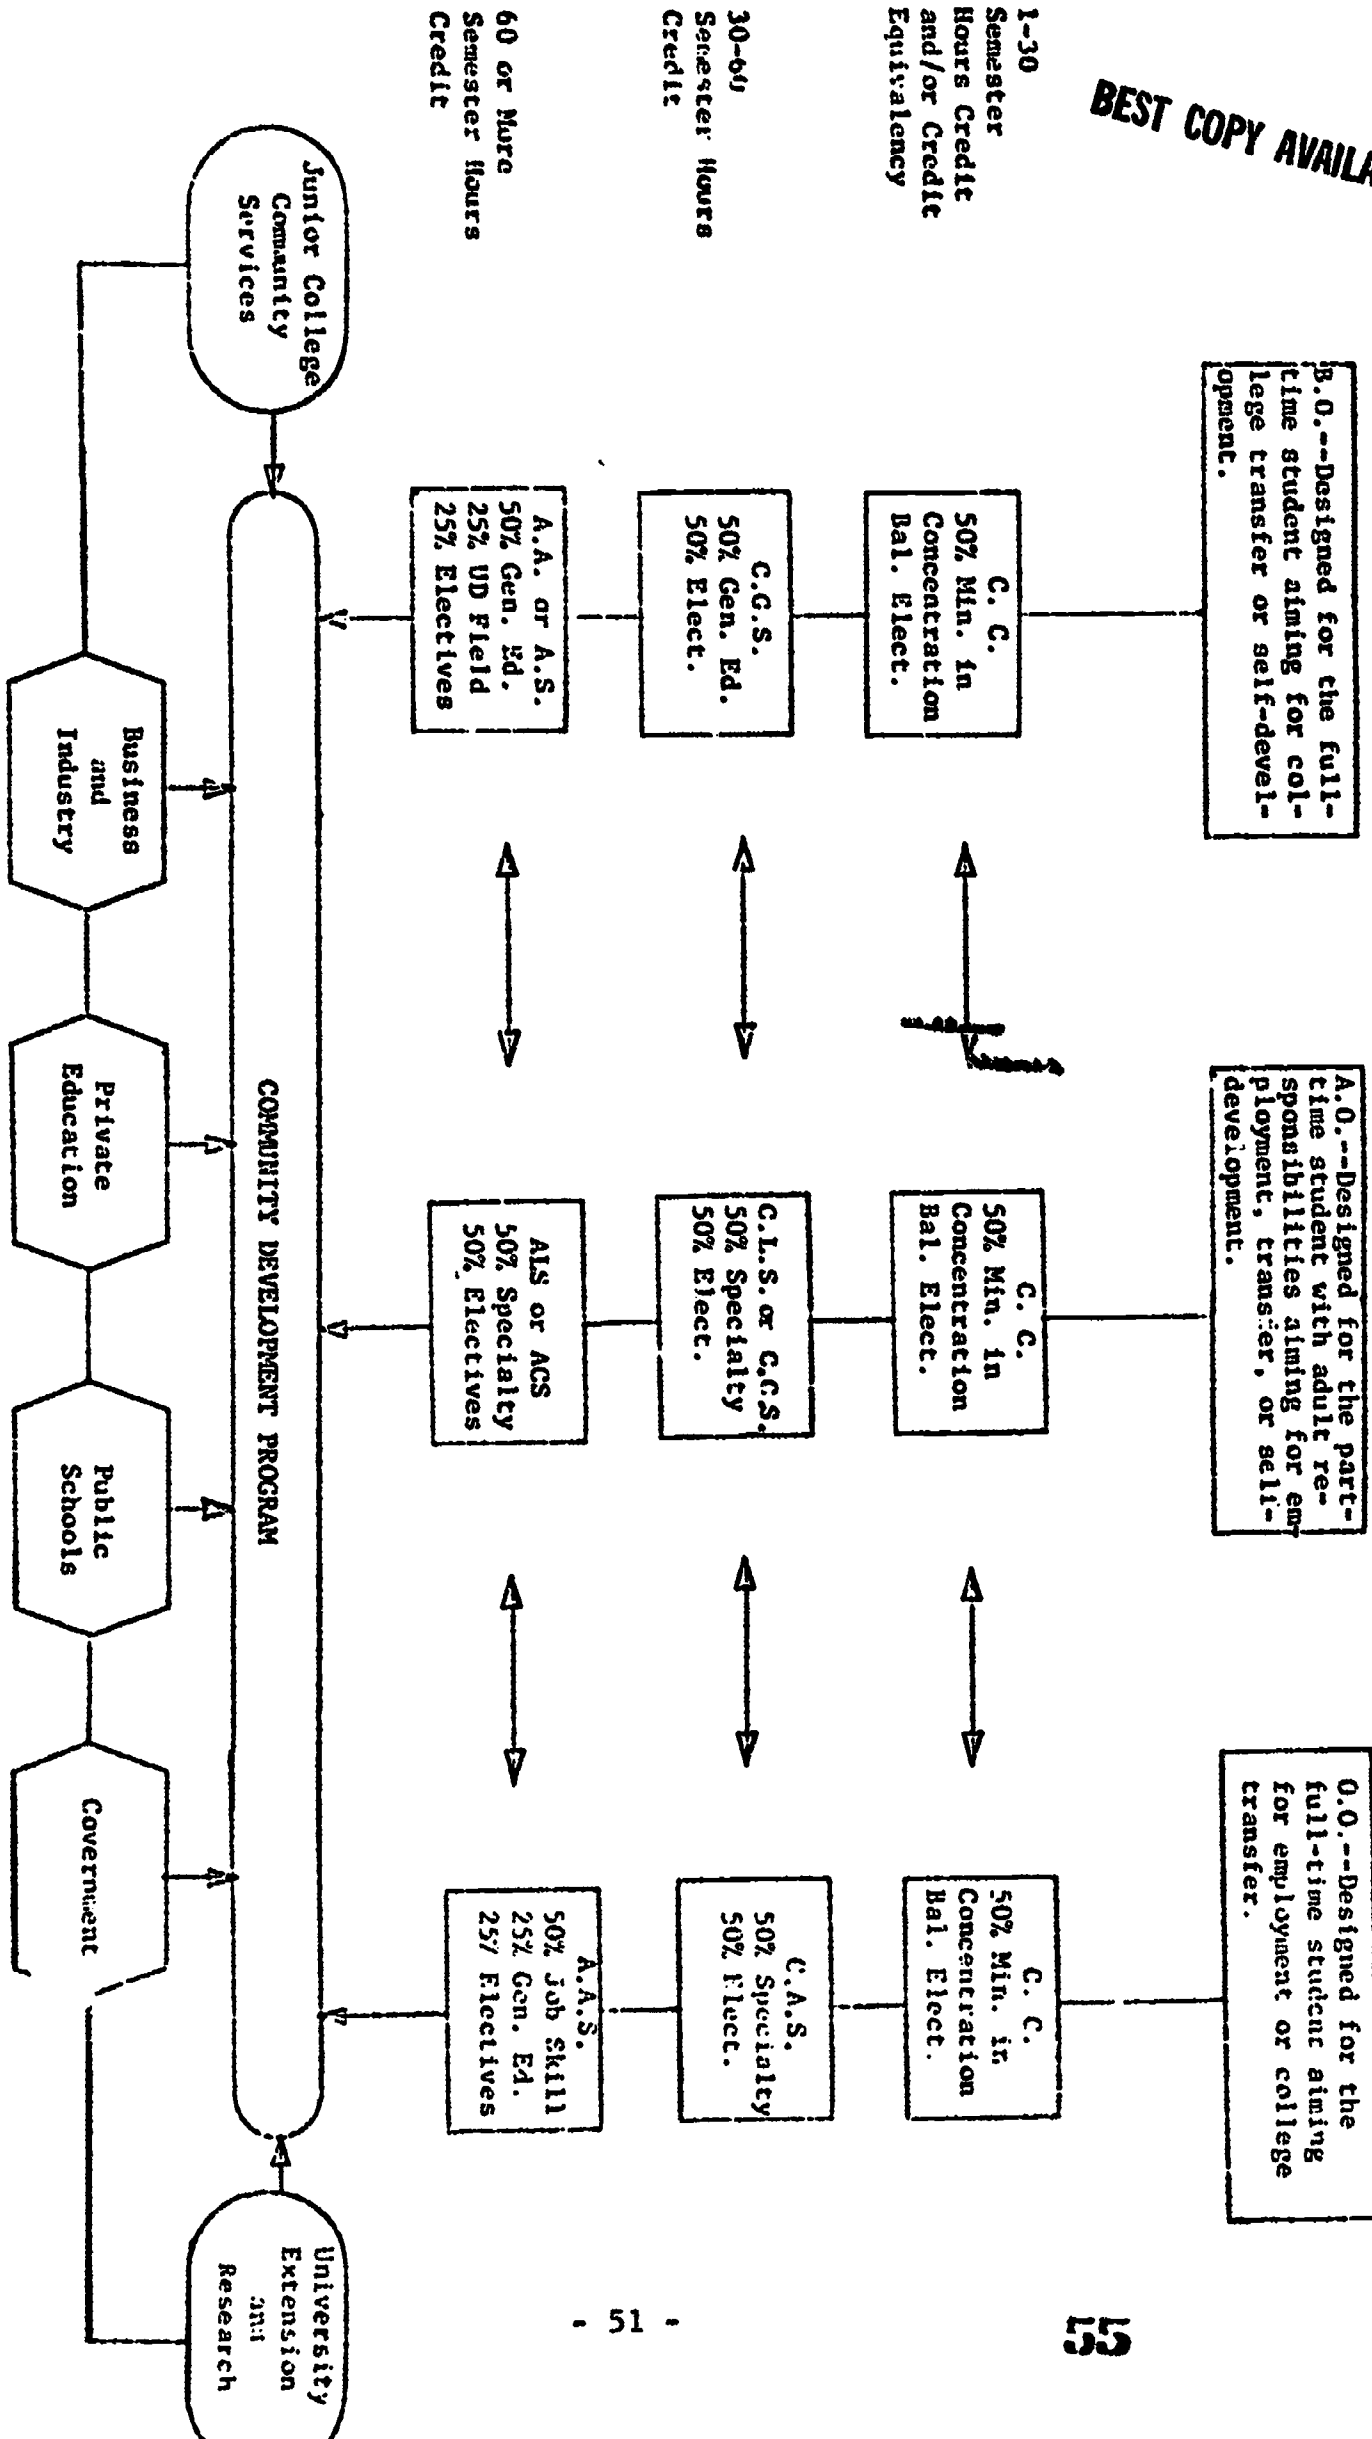 BEST COPY AVAILA
B.O.--Designed for the full-
time student aiming for col-
lege transfer or self-devel-
opment.
A.O.--Designed for the part-
time student with adult re-
sponsibilities aiming for em-
ployment, transfer, or self-
development.
O.O.--Designed for the
full-time student aiming
for employment or college
transfer.
1-30
Semester
Hours Credit
and/or Credit
Equivalency
C. C.
50% Min. in
Concentration
Bal. Elect.
C. C.
50% Min. in
Concentration
Bal. Elect.
C. C.
50% Min. in
Concentration
Bal. Elect.
30-60
Semester Hours
Credit
C.G.S.
50% Gen. Ed.
50% Elect.
C.L.S. or C.C.S.
50% Specialty
50% Elect.
C.A.S.
50% Specialty
50% Elect.
60 or More
Semester Hours
Credit
A.A. or A.S.
50% Gen. Ed.
25% UD Field
25% Electives
ALS or ACS
50% Specialty
50% Electives
A.A.S.
50% Job Skill
25% Gen. Ed.
25% Electives
Junior College
Community
Services
COMMUNITY DEVELOPMENT PROGRAM
University
Extension
and
Research
Business
and
Industry
Private
Education
Public
Schools
Government
- 51 -
55